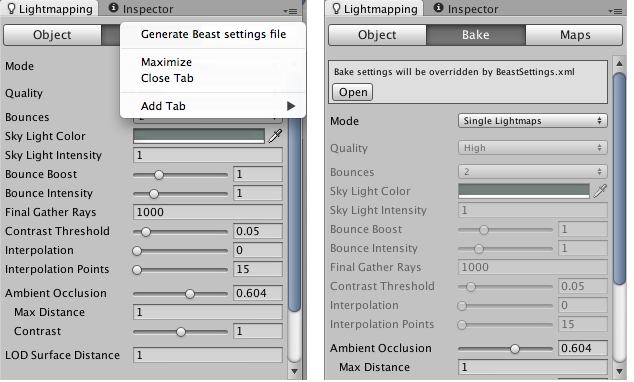 Lightmapping
Inspector
Object
Generate Beast settings file
Maximize
Close Tab
Add Tab
Mode
Quality
Bounces
Sky Light Color
Sky Light Intensity 1
Bounce Boost 1
Bounce Intensity 1
Final Gather Rays 1000
Contrast Threshold 0.05
Interpolation 0
Interpolation Points 15
Ambient Occlusion 0.604
Max Distance 1
Contrast 1
LOD Surface Distance 1
Lightmapping
Inspector
Object Bake Maps
Bake settings will be overridden by BeastSettings.xml
Open
Mode Single Lightmaps
Quality High
Bounces 2
Sky Light Color
Sky Light Intensity 1
Bounce Boost 1
Bounce Intensity 1
Final Gather Rays 1000
Contrast Threshold 0.05
Interpolation 0
Interpolation Points 15
Ambient Occlusion 0.604
Max Distance 1